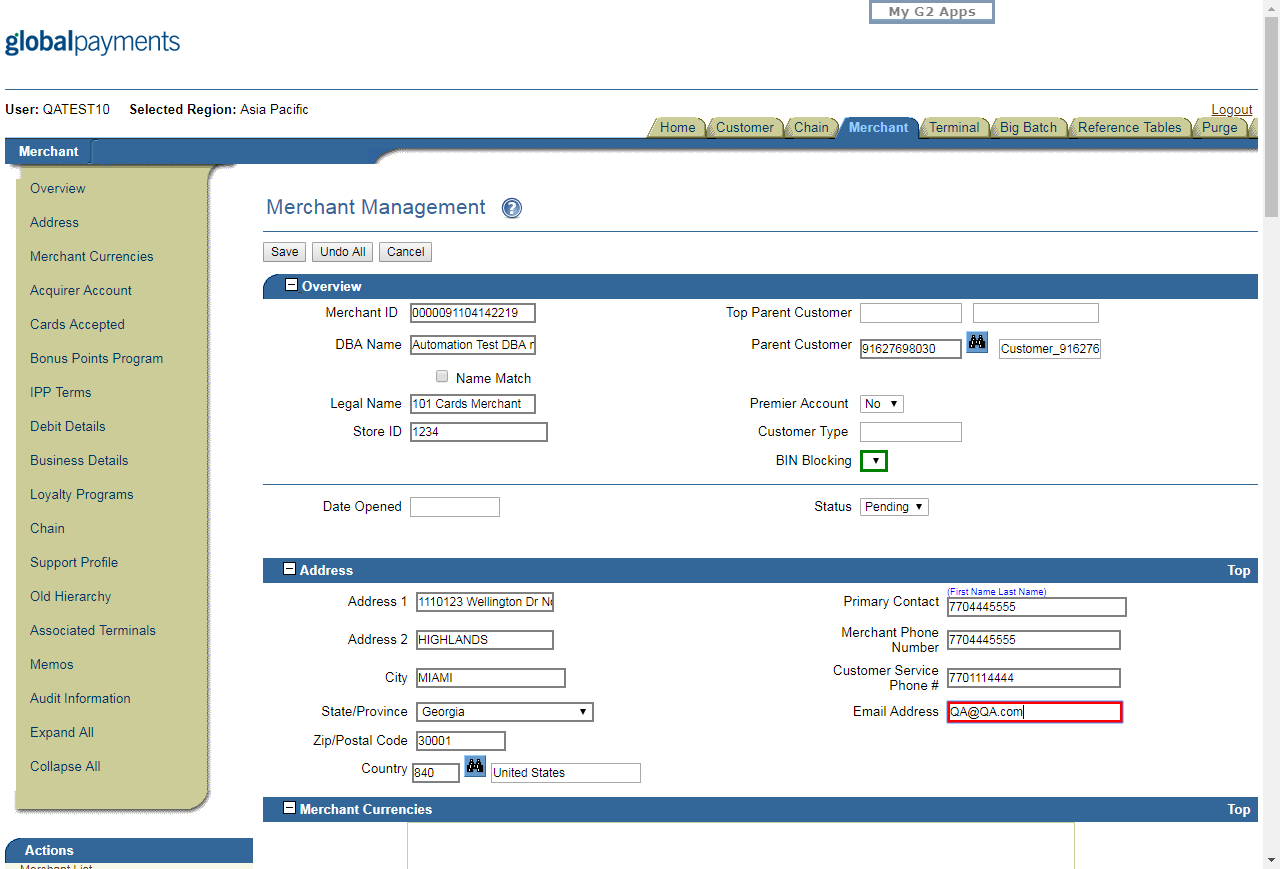 My G2 Apps
globalpayments
User: QATEST10 Selected Region: Asia Pacific
Logout
Home Customer Chain Merchant Terminal Big Batch Reference Tables Purge
Merchant
Overview
Address
Merchant Currencies
Acquirer Account
Cards Accepted
Bonus Points Program
IPP Terms
Debit Details
Business Details
Loyalty Programs
Chain
Support Profile
Old Hierarchy
Associated Terminals
Memos
Audit Information
Expand All
Collapse All
Actions
Merchant List
Merchant Management ?
Save Undo All Cancel
Overview
Merchant ID 0000091104142219 Top Parent Customer
DBA Name Automation Test DBA Parent Customer 91627698030 Customer_916276
Name Match
Legal Name 101 Cards Merchant Premier Account No
Store ID 1234 Customer Type
BIN Blocking
Date Opened Status Pending
Address Top
(First Name Last Name)
Address 1 1110123 Wellington Dr Primary Contact 7704445555
Address 2 HIGHLANDS Merchant Phone Number 7704445555
City MIAMI Customer Service Phone # 7701114444
State/Province Georgia Email Address QA@QA.com
Zip/Postal Code 30001
Country 840 United States
Merchant Currencies Top